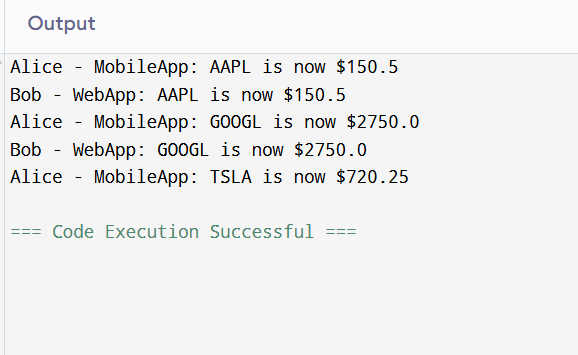 Output
Alice - MobileApp: AAPL is now $150.5
Bob - WebApp: AAPL is now $150.5
Alice - MobileApp: GOOGL is now $2750.0
Bob - WebApp: GOOGL is now $2750.0
Alice - MobileApp: TSLA is now $720.25
=== Code Execution Successful ===